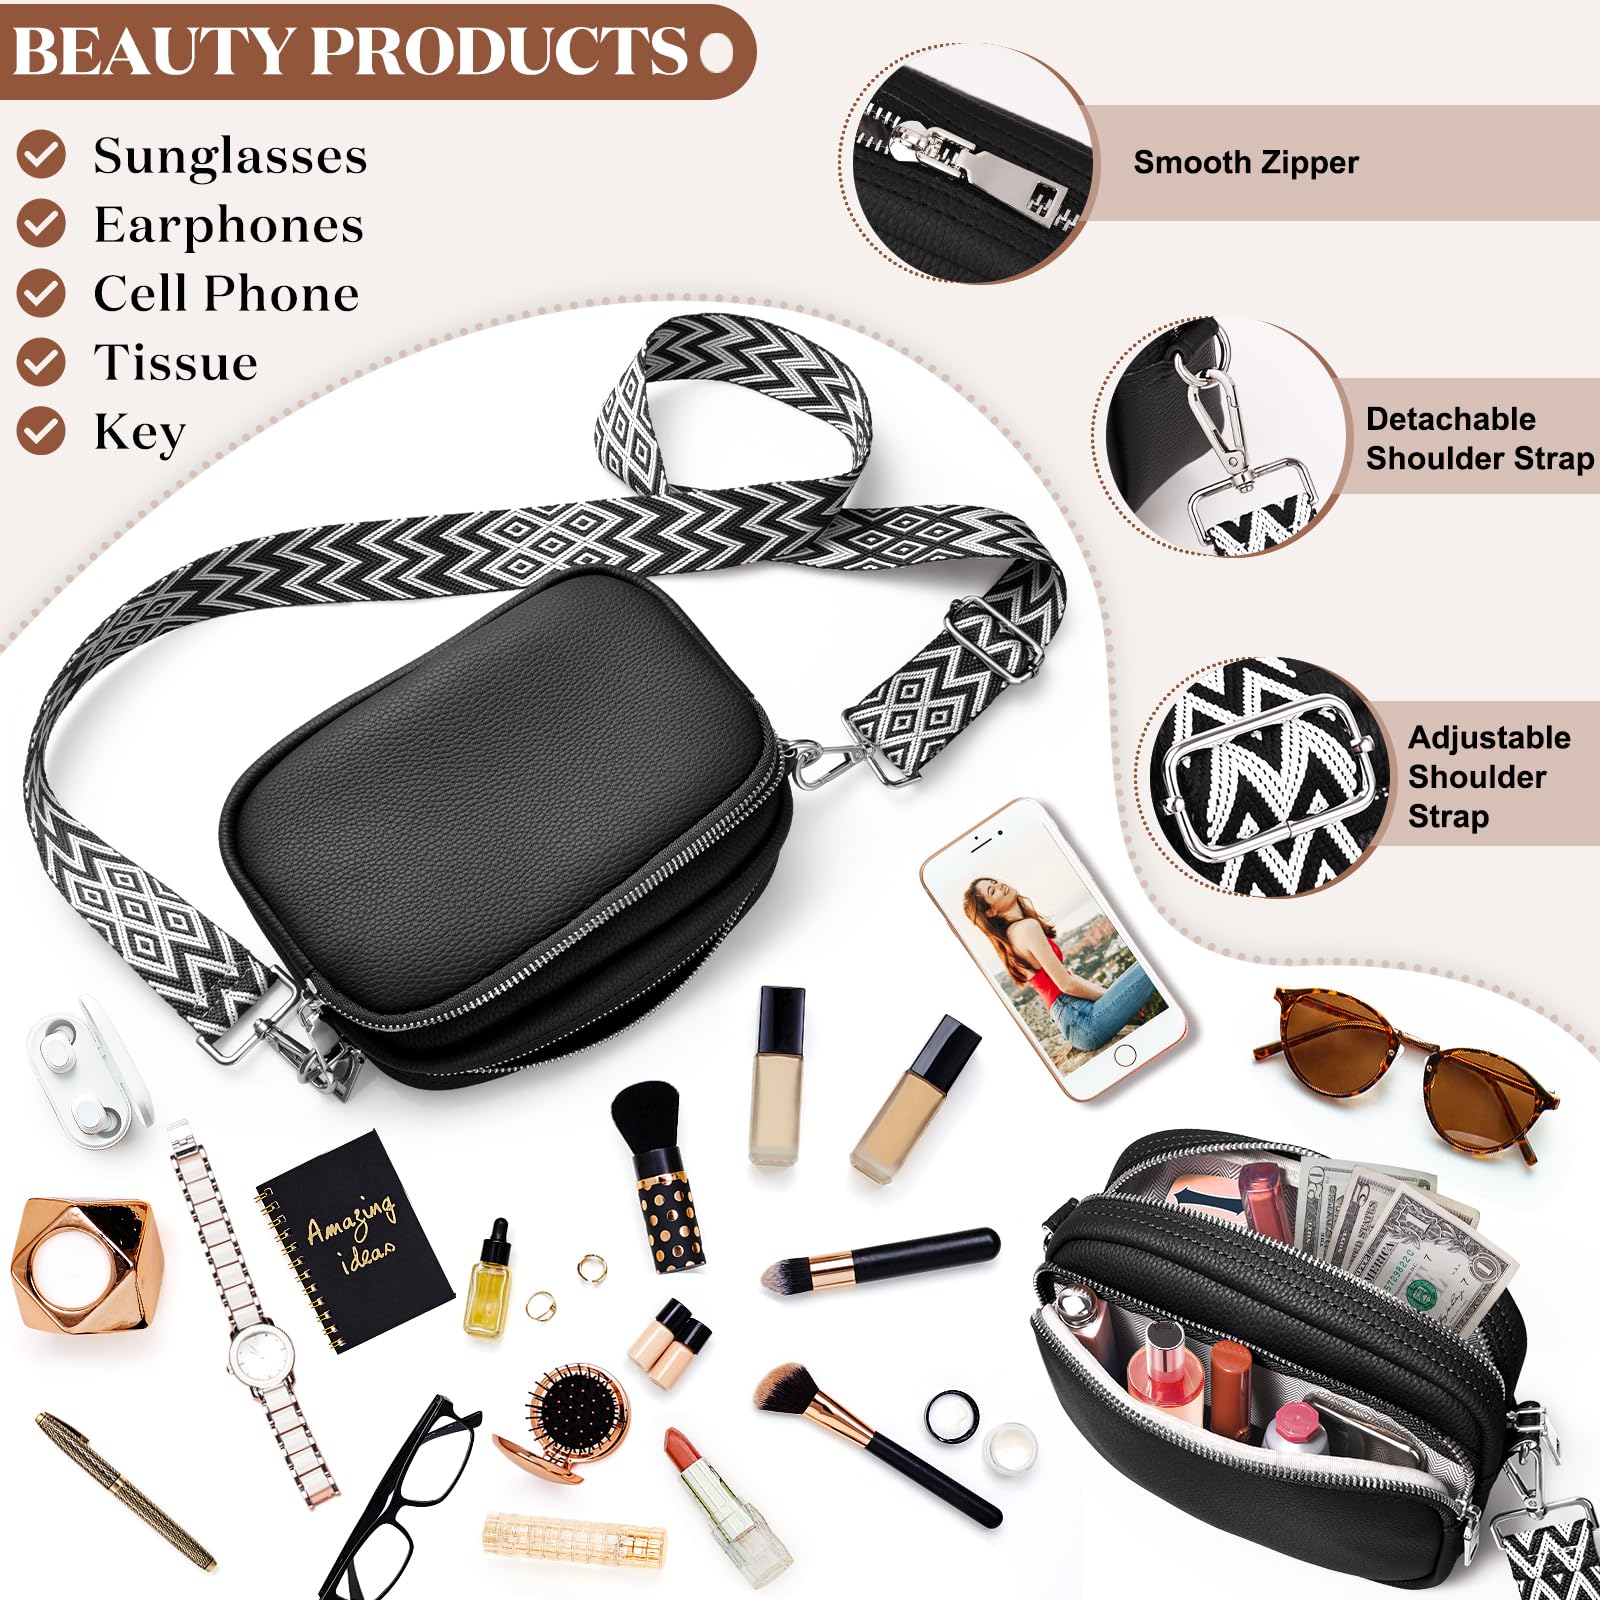 BEAUTY PRODUCTS
Sunglasses
Earphones
Cell Phone
Tissue
Key
Smooth Zipper
Detachable
Shoulder Strap
Adjustable
Shoulder
Strap
Amazing
ideas